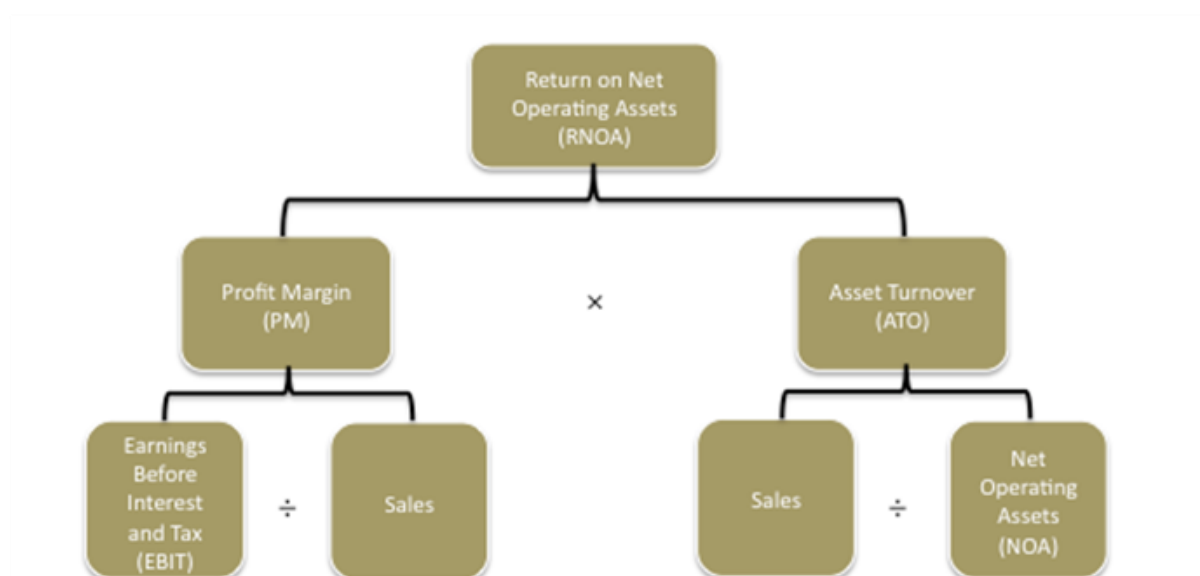 Return on Net
Operating Assets
(RNOA)
Profit Margin
(PM)
×
Asset Turnover
(ATO)
Earnings
Before
Interest
and Tax
(EBIT)
÷
Sales
Sales
÷
Net
Operating
Assets
(NOA)